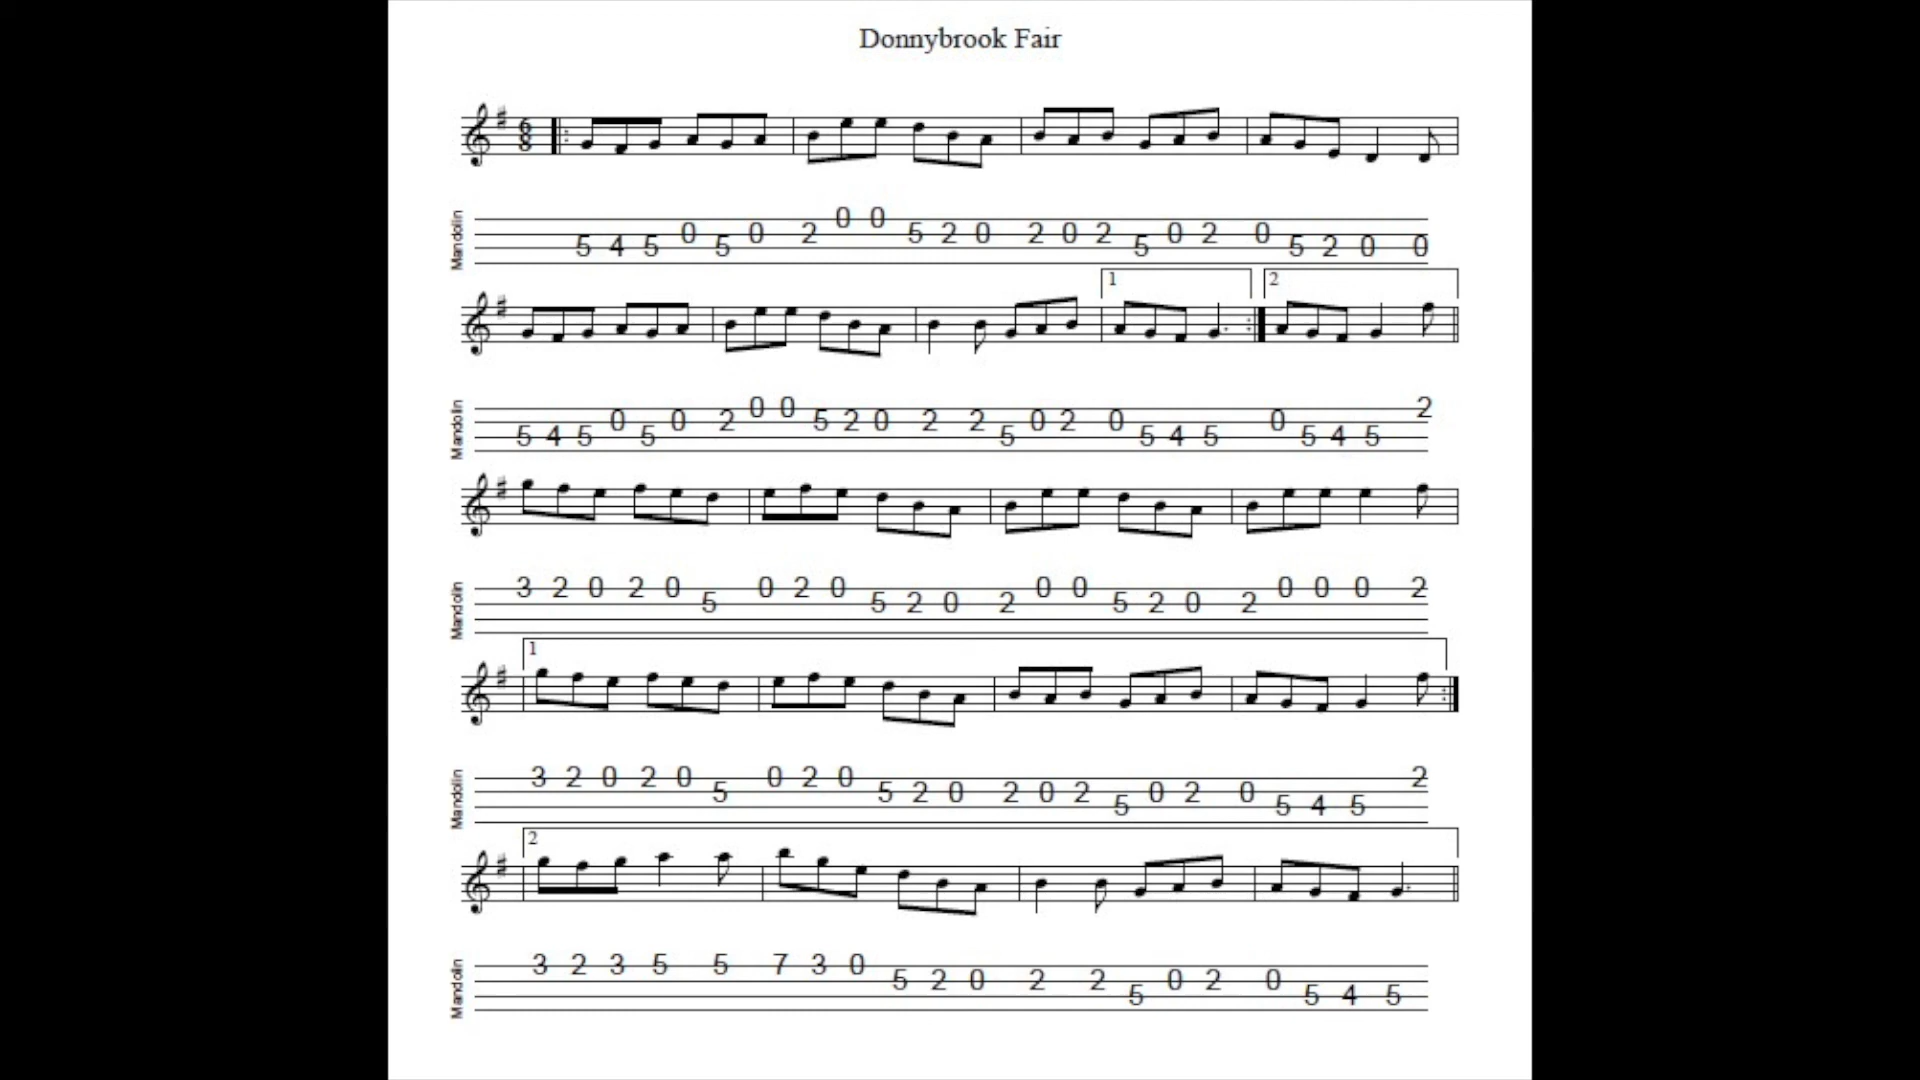 Donnybrook Fair
6
8
Mandolin
5 4 5 0 5 0 2 0 0 5 2 0 2 0 2 5 0 2 0 5 2 0 0
1 2
Mandolin
5 4 5 0 5 0 2 0 0 5 2 0 2 2 5 0 2 0 5 4 5 0 5 4 5 2
Mandolin
3 2 0 2 0 5 0 2 0 5 2 0 2 0 0 5 2 0 2 0 0 0 2
1
Mandolin
3 2 0 2 0 5 0 2 0 5 2 0 2 0 2 5 0 2 0 5 4 5 2
2
Mandolin
3 2 3 5 5 7 3 0 5 2 0 2 2 5 0 2 0 5 4 5